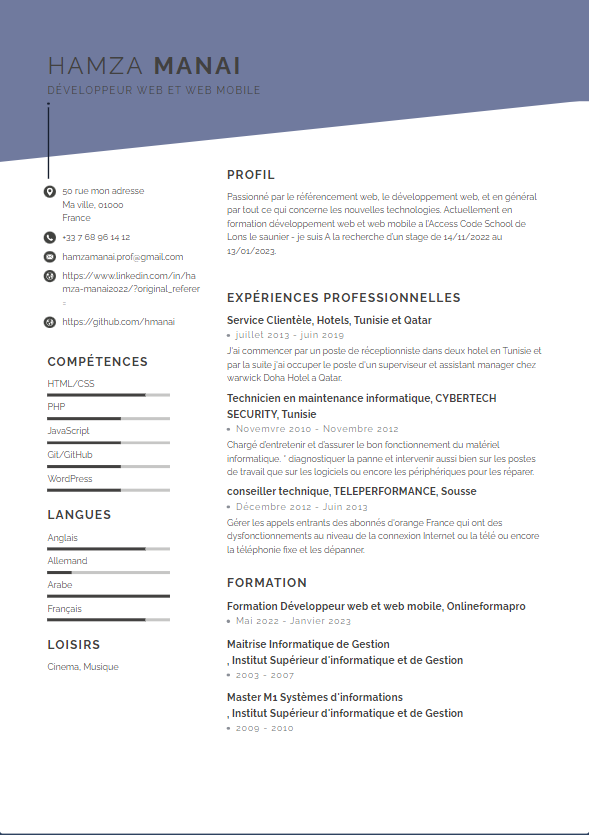 HAMZA MANAI
DÉVELOPPEUR WEB ET WEB MOBILE
50 rue mon adresse
Ma ville, 01000
France
+33 7 68 96 14 12
hamzamanai.prof@gmail.com
https://www.linkedin.com/in/ha
mza-manai2022/?original_referer
=
https://github.com/hmanai
COMPÉTENCES
HTML/CSS
PHP
JavaScript
Git/GitHub
WordPress
LANGUES
Anglais
Allemand
Arabe
Français
LOISIRS
Cinema, Musique
PROFIL
Passionné par le référencement web, le développement web, et en général
par tout ce qui concerne les nouvelles technologies. Actuellement en
formation développement web et web mobile a l'Access Code School de
Lons le saunier - je suis A la recherche d'un stage de 14/11/2022 au
13/01/2023.
EXPÉRIENCES PROFESSIONNELLES
Service Clientèle, Hotels, Tunisie et Qatar
juillet 2013 - juin 2019
J'ai commencer par un poste de réceptionniste dans deux hotel en Tunisie et
par la suite j'ai occuper le poste d'un superviseur et assistant manager chez
warwick Doha Hotel a Qatar.
Technicien en maintenance informatique, CYBERTECH
SECURITY, Tunisie
Novemvre 2010 - Novembre 2012
Chargé d'entretenir et d'assurer le bon fonctionnement du matériel
informatique. * diagnostiquer la panne et intervenir aussi bien sur les postes
de travail que sur les logiciels ou encore les périphériques pour les réparer.
conseiller technique, TELEPERFORMANCE, Sousse
Décembre 2012 - Juin 2013
Gérer les appels entrants des abonnés d'orange France qui ont des
dysfonctionnements au niveau de la connexion Internet ou la télé ou encore
la téléphonie fixe et les dépanner.
FORMATION
Formation Développeur web et web mobile, Onlineformapro
Mai 2022 - Janvier 2023
Maitrise Informatique de Gestion
, Institut Supérieur d'informatique et de Gestion
2003 - 2007
Master M1 Systèmes d'informations
, Institut Supérieur d'informatique et de Gestion
2009 - 2010